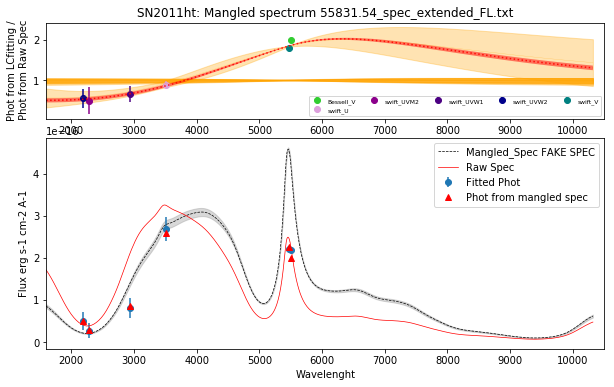 SN2011ht: Mangled spectrum 55831.54_spec_extended_FL.txt
Phot from LCfitting /
Phot from Raw Spec
2
1
Bessell_V
swift_UVM2
swift_UVW1
swift_UVW2
swift_V
swift_U
2000 3000 4000 5000 6000 7000 8000 9000 10000
Flux erg s-1 cm-2 A-1
4
3
2
1
0
Mangled_Spec FAKE SPEC
Raw Spec
Fitted Phot
Phot from mangled spec
2000 3000 4000 5000 6000 7000 8000 9000 10000
Wavelenght